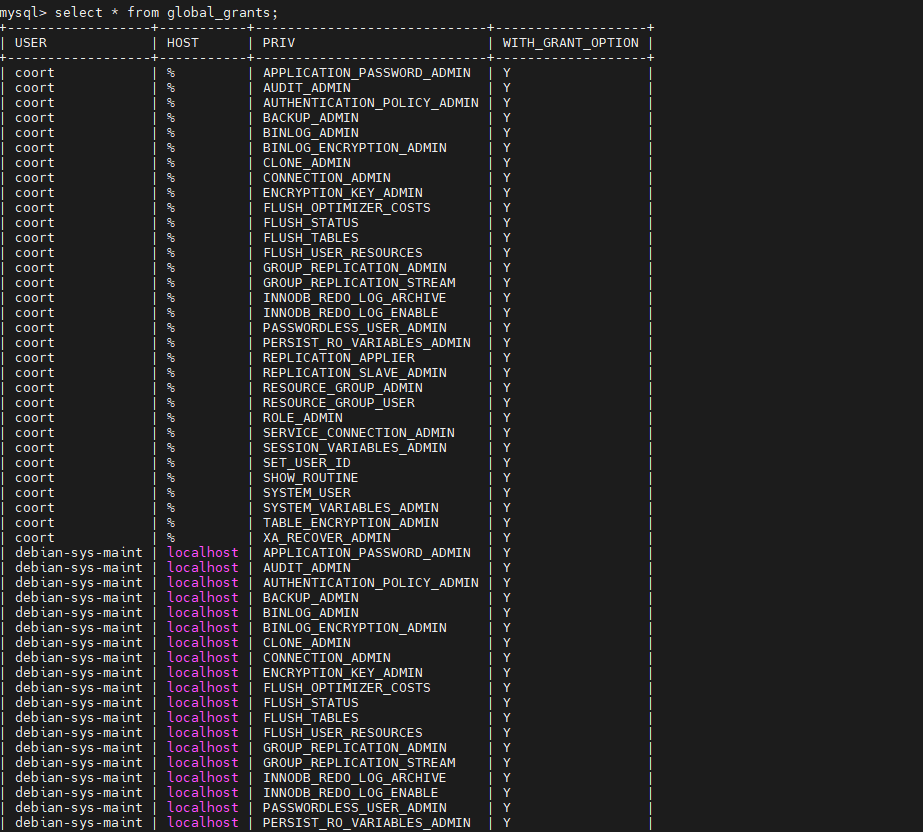 mysql> select * from global_grants;
+------------------+-----------+----------------------------+-------------------+
| USER | HOST | PRIV | WITH_GRANT_OPTION |
+------------------+-----------+----------------------------+-------------------+
| coort | % | APPLICATION_PASSWORD_ADMIN | Y |
| coort | % | AUDIT_ADMIN | Y |
| coort | % | AUTHENTICATION_POLICY_ADMIN | Y |
| coort | % | BACKUP_ADMIN | Y |
| coort | % | BINLOG_ADMIN | Y |
| coort | % | BINLOG_ENCRYPTION_ADMIN | Y |
| coort | % | CLONE_ADMIN | Y |
| coort | % | CONNECTION_ADMIN | Y |
| coort | % | ENCRYPTION_KEY_ADMIN | Y |
| coort | % | FLUSH_OPTIMIZER_COSTS | Y |
| coort | % | FLUSH_STATUS | Y |
| coort | % | FLUSH_TABLES | Y |
| coort | % | FLUSH_USER_RESOURCES | Y |
| coort | % | GROUP_REPLICATION_ADMIN | Y |
| coort | % | GROUP_REPLICATION_STREAM | Y |
| coort | % | INNODB_REDO_LOG_ARCHIVE | Y |
| coort | % | INNODB_REDO_LOG_ENABLE | Y |
| coort | % | PASSWORDLESS_USER_ADMIN | Y |
| coort | % | PERSIST_RO_VARIABLES_ADMIN | Y |
| coort | % | REPLICATION_APPLIER | Y |
| coort | % | REPLICATION_SLAVE_ADMIN | Y |
| coort | % | RESOURCE_GROUP_ADMIN | Y |
| coort | % | RESOURCE_GROUP_USER | Y |
| coort | % | ROLE_ADMIN | Y |
| coort | % | SERVICE_CONNECTION_ADMIN | Y |
| coort | % | SESSION_VARIABLES_ADMIN | Y |
| coort | % | SET_USER_ID | Y |
| coort | % | SHOW_ROUTINE | Y |
| coort | % | SYSTEM_USER | Y |
| coort | % | SYSTEM_VARIABLES_ADMIN | Y |
| coort | % | TABLE_ENCRYPTION_ADMIN | Y |
| coort | % | XA_RECOVER_ADMIN | Y |
| debian-sys-maint | localhost | APPLICATION_PASSWORD_ADMIN | Y |
| debian-sys-maint | localhost | AUDIT_ADMIN | Y |
| debian-sys-maint | localhost | AUTHENTICATION_POLICY_ADMIN | Y |
| debian-sys-maint | localhost | BACKUP_ADMIN | Y |
| debian-sys-maint | localhost | BINLOG_ADMIN | Y |
| debian-sys-maint | localhost | BINLOG_ENCRYPTION_ADMIN | Y |
| debian-sys-maint | localhost | CLONE_ADMIN | Y |
| debian-sys-maint | localhost | CONNECTION_ADMIN | Y |
| debian-sys-maint | localhost | ENCRYPTION_KEY_ADMIN | Y |
| debian-sys-maint | localhost | FLUSH_OPTIMIZER_COSTS | Y |
| debian-sys-maint | localhost | FLUSH_STATUS | Y |
| debian-sys-maint | localhost | FLUSH_TABLES | Y |
| debian-sys-maint | localhost | FLUSH_USER_RESOURCES | Y |
| debian-sys-maint | localhost | GROUP_REPLICATION_ADMIN | Y |
| debian-sys-maint | localhost | GROUP_REPLICATION_STREAM | Y |
| debian-sys-maint | localhost | INNODB_REDO_LOG_ARCHIVE | Y |
| debian-sys-maint | localhost | INNODB_REDO_LOG_ENABLE | Y |
| debian-sys-maint | localhost | PASSWORDLESS_USER_ADMIN | Y |
| debian-sys-maint | localhost | PERSIST_RO_VARIABLES_ADMIN | Y |